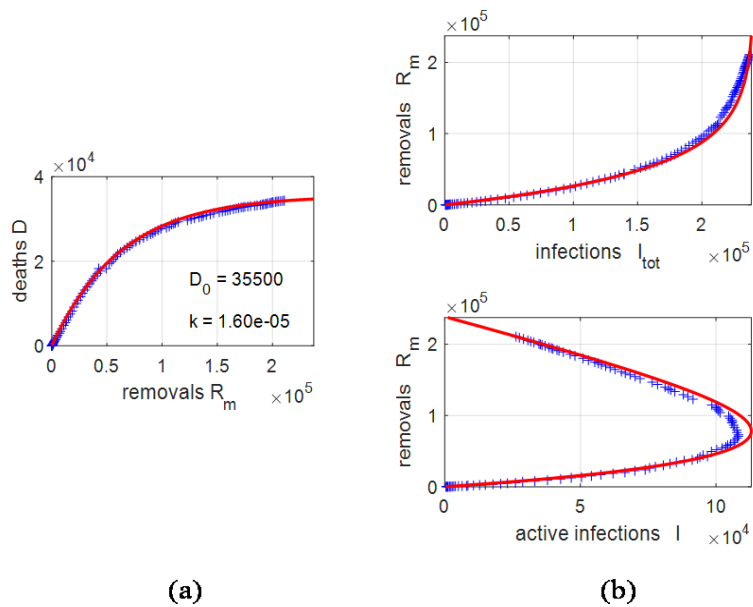 ×10^4
4
2
0
deaths D
D_0 = 35500
k = 1.60e-05
0 0.5 1 1.5 2
removals R_m ×10^5
(a)
×10^5
2
1
0
removals R_m
0 0.5 1 1.5 2
infections I_tot ×10^5
×10^5
2
1
0
removals R_m
5 10
active infections I ×10^4
(b)